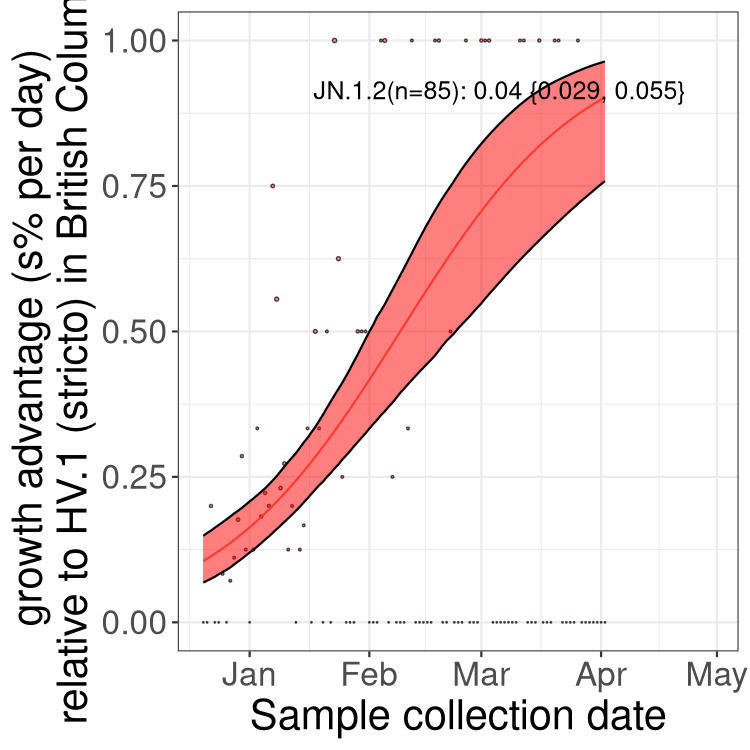 growth advantage (s% per day)
relative to HV.1 (stricto) in British Colum
1.00
0.75
0.50
0.25
0.00
JN.1.2(n=85): 0.04 {0.029, 0.055}
Jan Feb Mar Apr May
Sample collection date